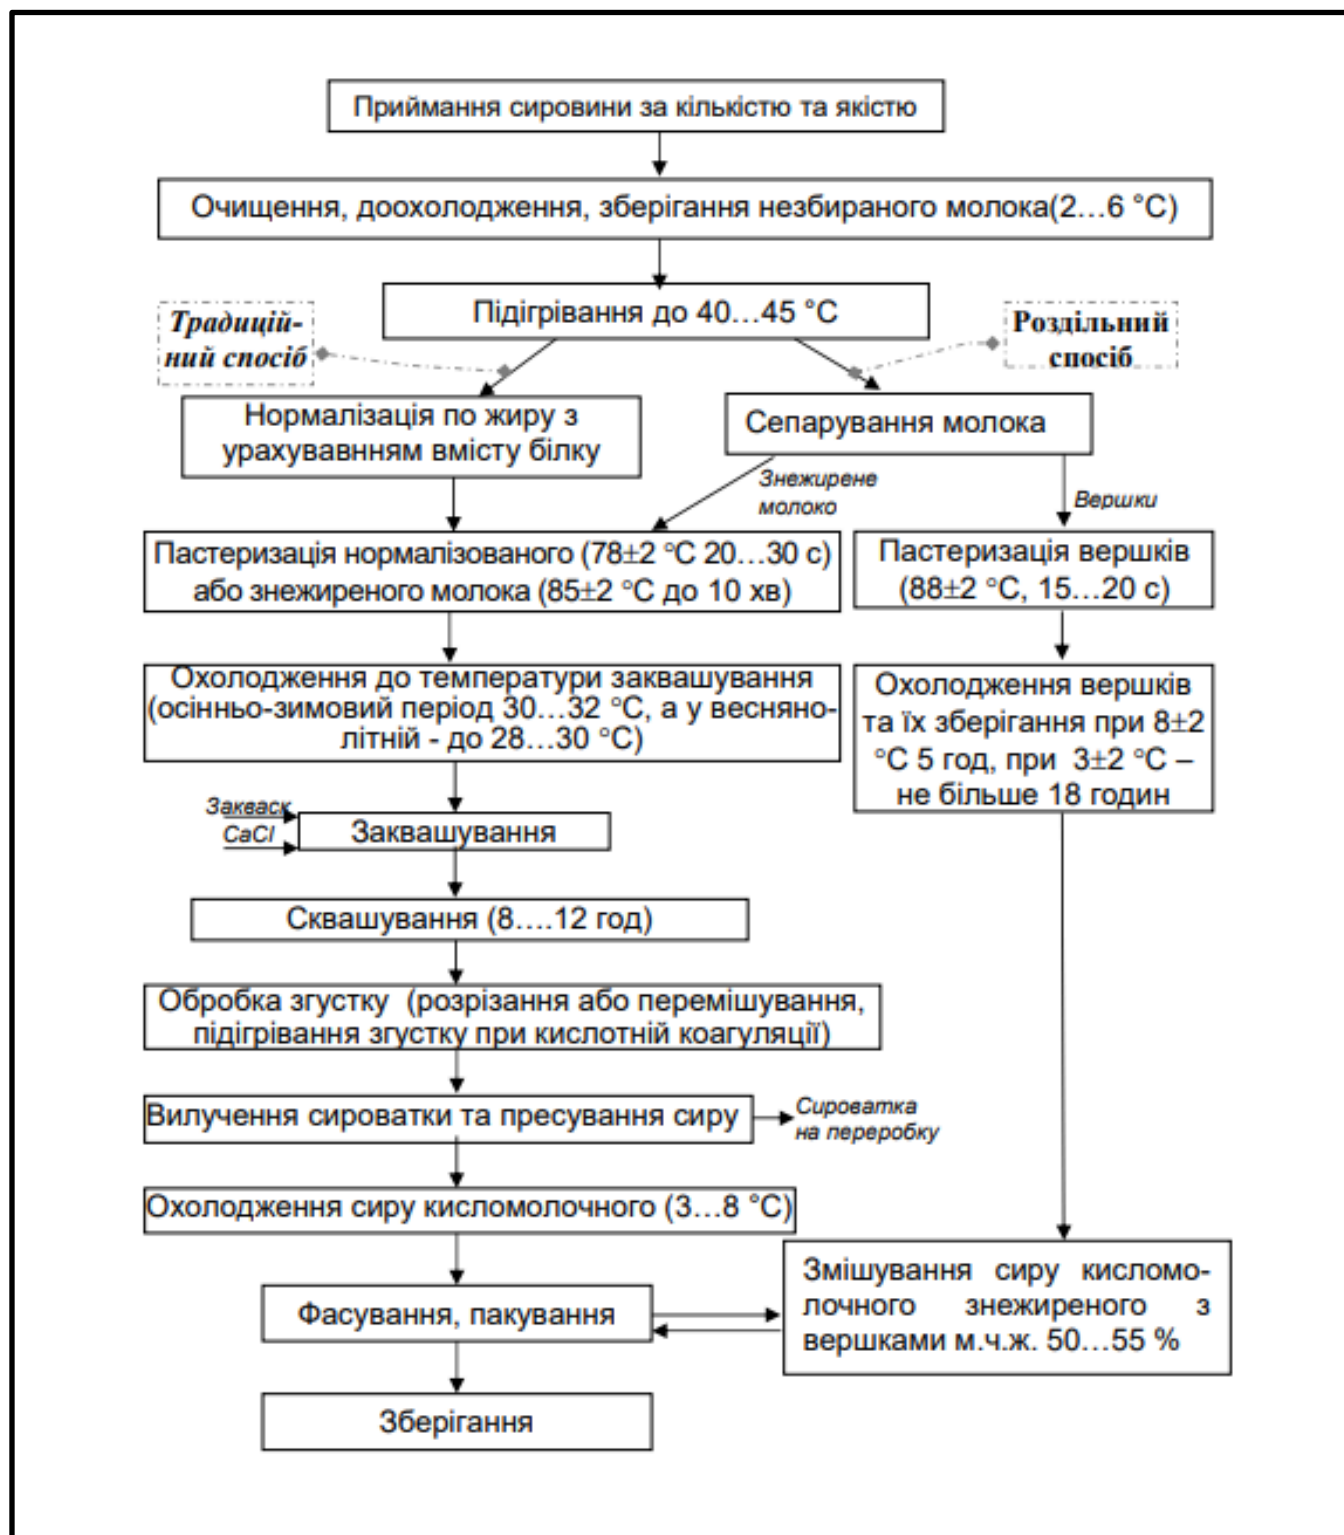 Приймання сировини за кількістю та якістю
Очищення, доохолодження, зберігання незбираного молока(2...6 °C)
Підігрівання до 40...45 °C
Традицій-
ний спосіб
Роздільний
спосіб
Нормалізація по жиру з
урахуванням вмісту білку
Сепарування молока
Знежирене
молоко
Вершки
Пастеризація нормалізованого (78±2 °C 20...30 с)
або знежиреного молока (85±2 °C до 10 хв)
Пастеризація вершків
(88±2 °C, 15...20 с)
Охолодження до температури заквашування
(осінньо-зимовий період 30...32 °C, а у весняно-
літній - до 28...30 °C)
Охолодження вершків
та їх зберігання при 8±2
°C 5 год, при 3±2 °C –
не більше 18 годин
Закваск
CaCl
Заквашування
Сквашування (8....12 год)
Обробка згустку (розрізання або перемішування,
підігрівання згустку при кислотній коагуляції)
Вилучення сироватки та пресування сиру
Сироватка
на переробку
Охолодження сиру кисломолочного (3...8 °C)
Змішування сиру кисломо-
лочного знежиреного з
вершками м.ч.ж. 50...55 %
Фасування, пакування
Зберігання